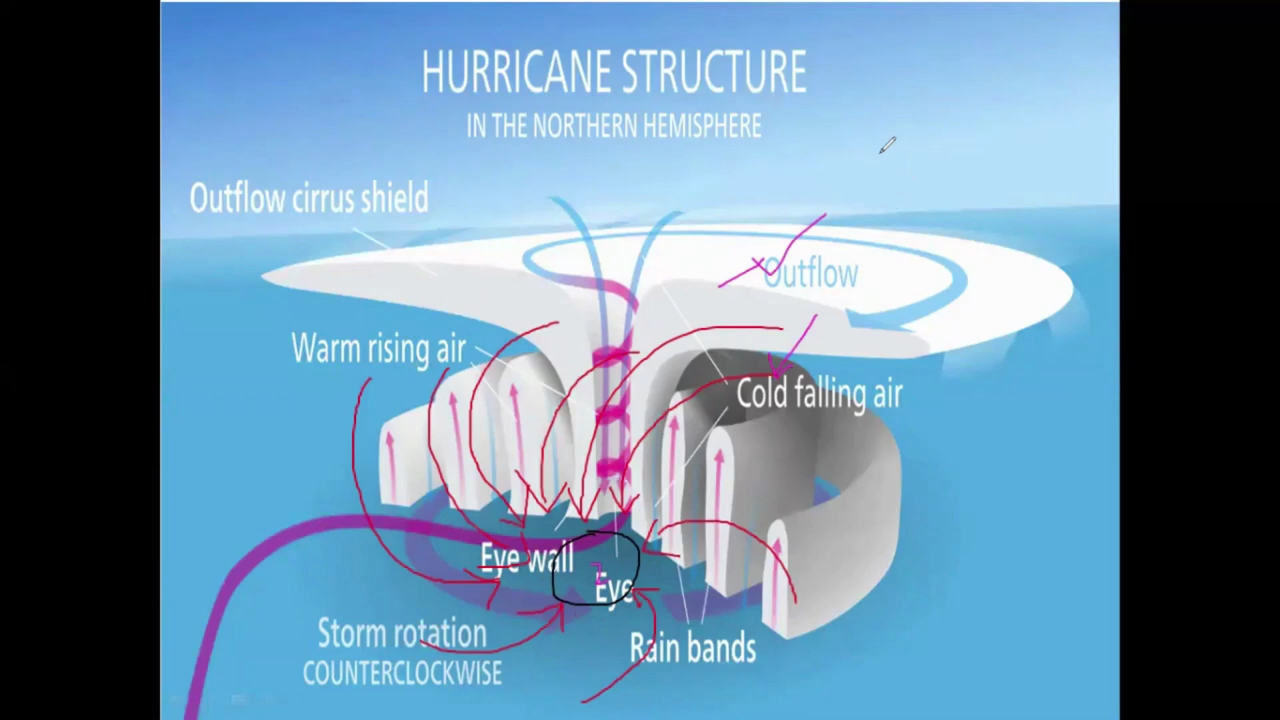 HURRICANE STRUCTURE
IN THE NORTHERN HEMISPHERE
Outflow cirrus shield
Outflow
Warm rising air
Cold falling air
Eye wall
Eye
Storm rotation
COUNTERCLOCKWISE
Rain bands